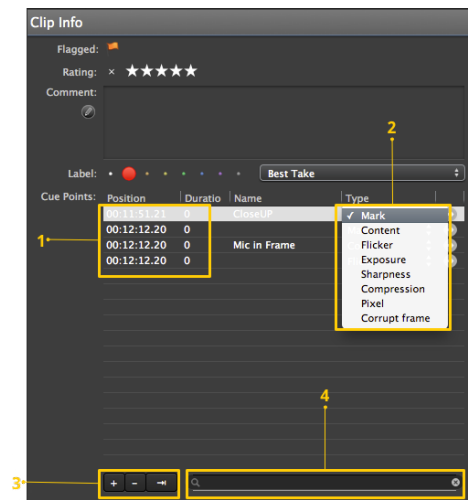 Clip Info
Flagged:
Rating: × ★★★★★
Comment:
2
Label: Best Take
Cue Points: Position Duratio Name Type
00:11:51.21 0 CloseUP ✓ Mark
1 00:12:12.20 0 Content
00:12:12.20 0 Mic in Frame Flicker
00:12:12.20 0 Exposure
Sharpness
Compression
Pixel
Corrupt frame
4
3 + -